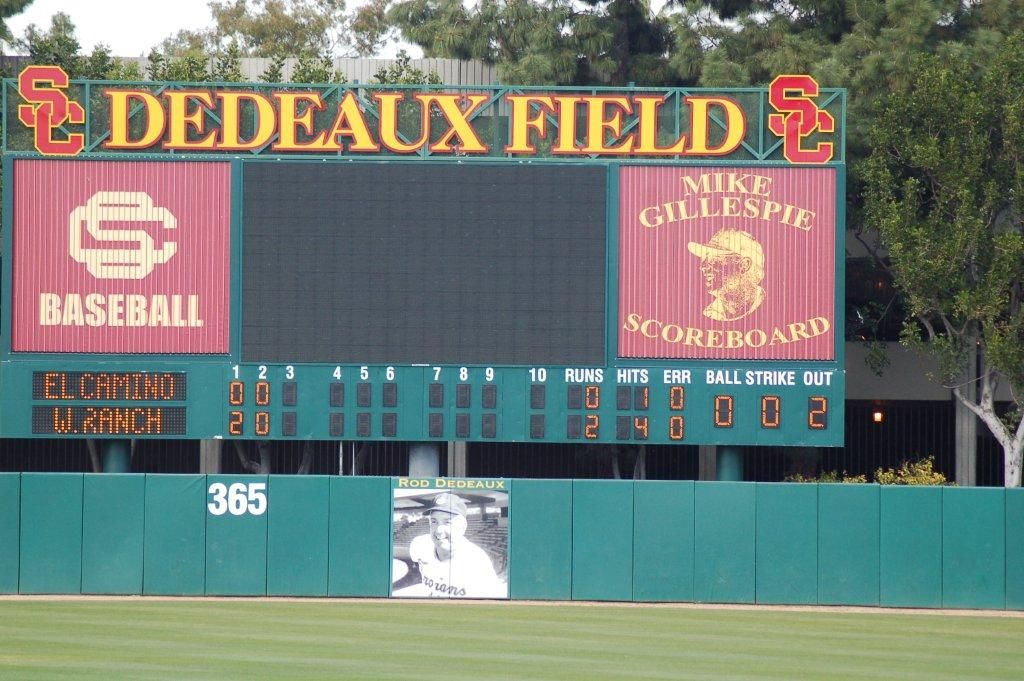 SC DEDEAUX FIELD SC
SC
BASEBALL
MIKE
GILLESPIE
SCOREBOARD
1 2 3 4 5 6 7 8 9 10 RUNS HITS ERR BALL STRIKE OUT
EL CAMINO 0 0 0 1 0
W.RANCH 2 0 2 4 0
0 0 2
365
ROD DEDEAUX
Trojans